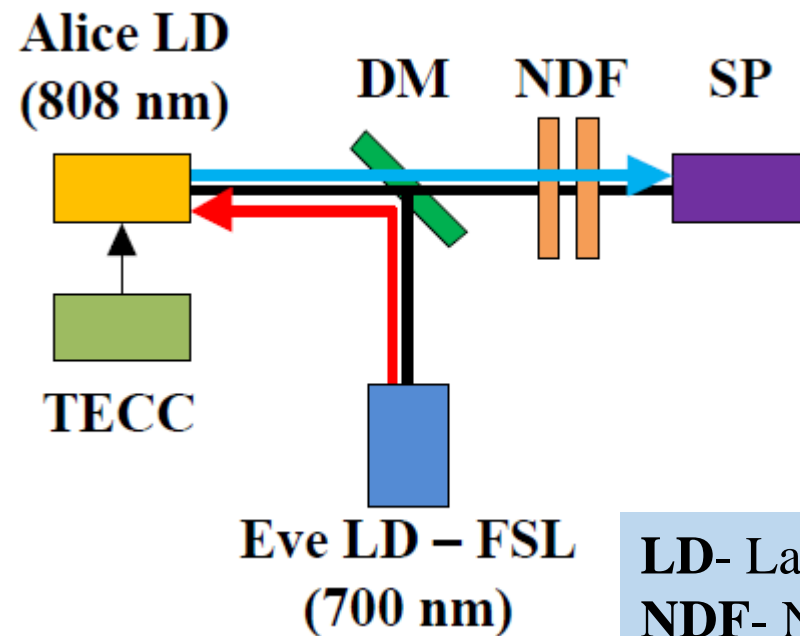 Alice LD
(808 nm)
DM
NDF
SP
TECC
Eve LD – FSL
(700 nm)
LD- La
NDF- N